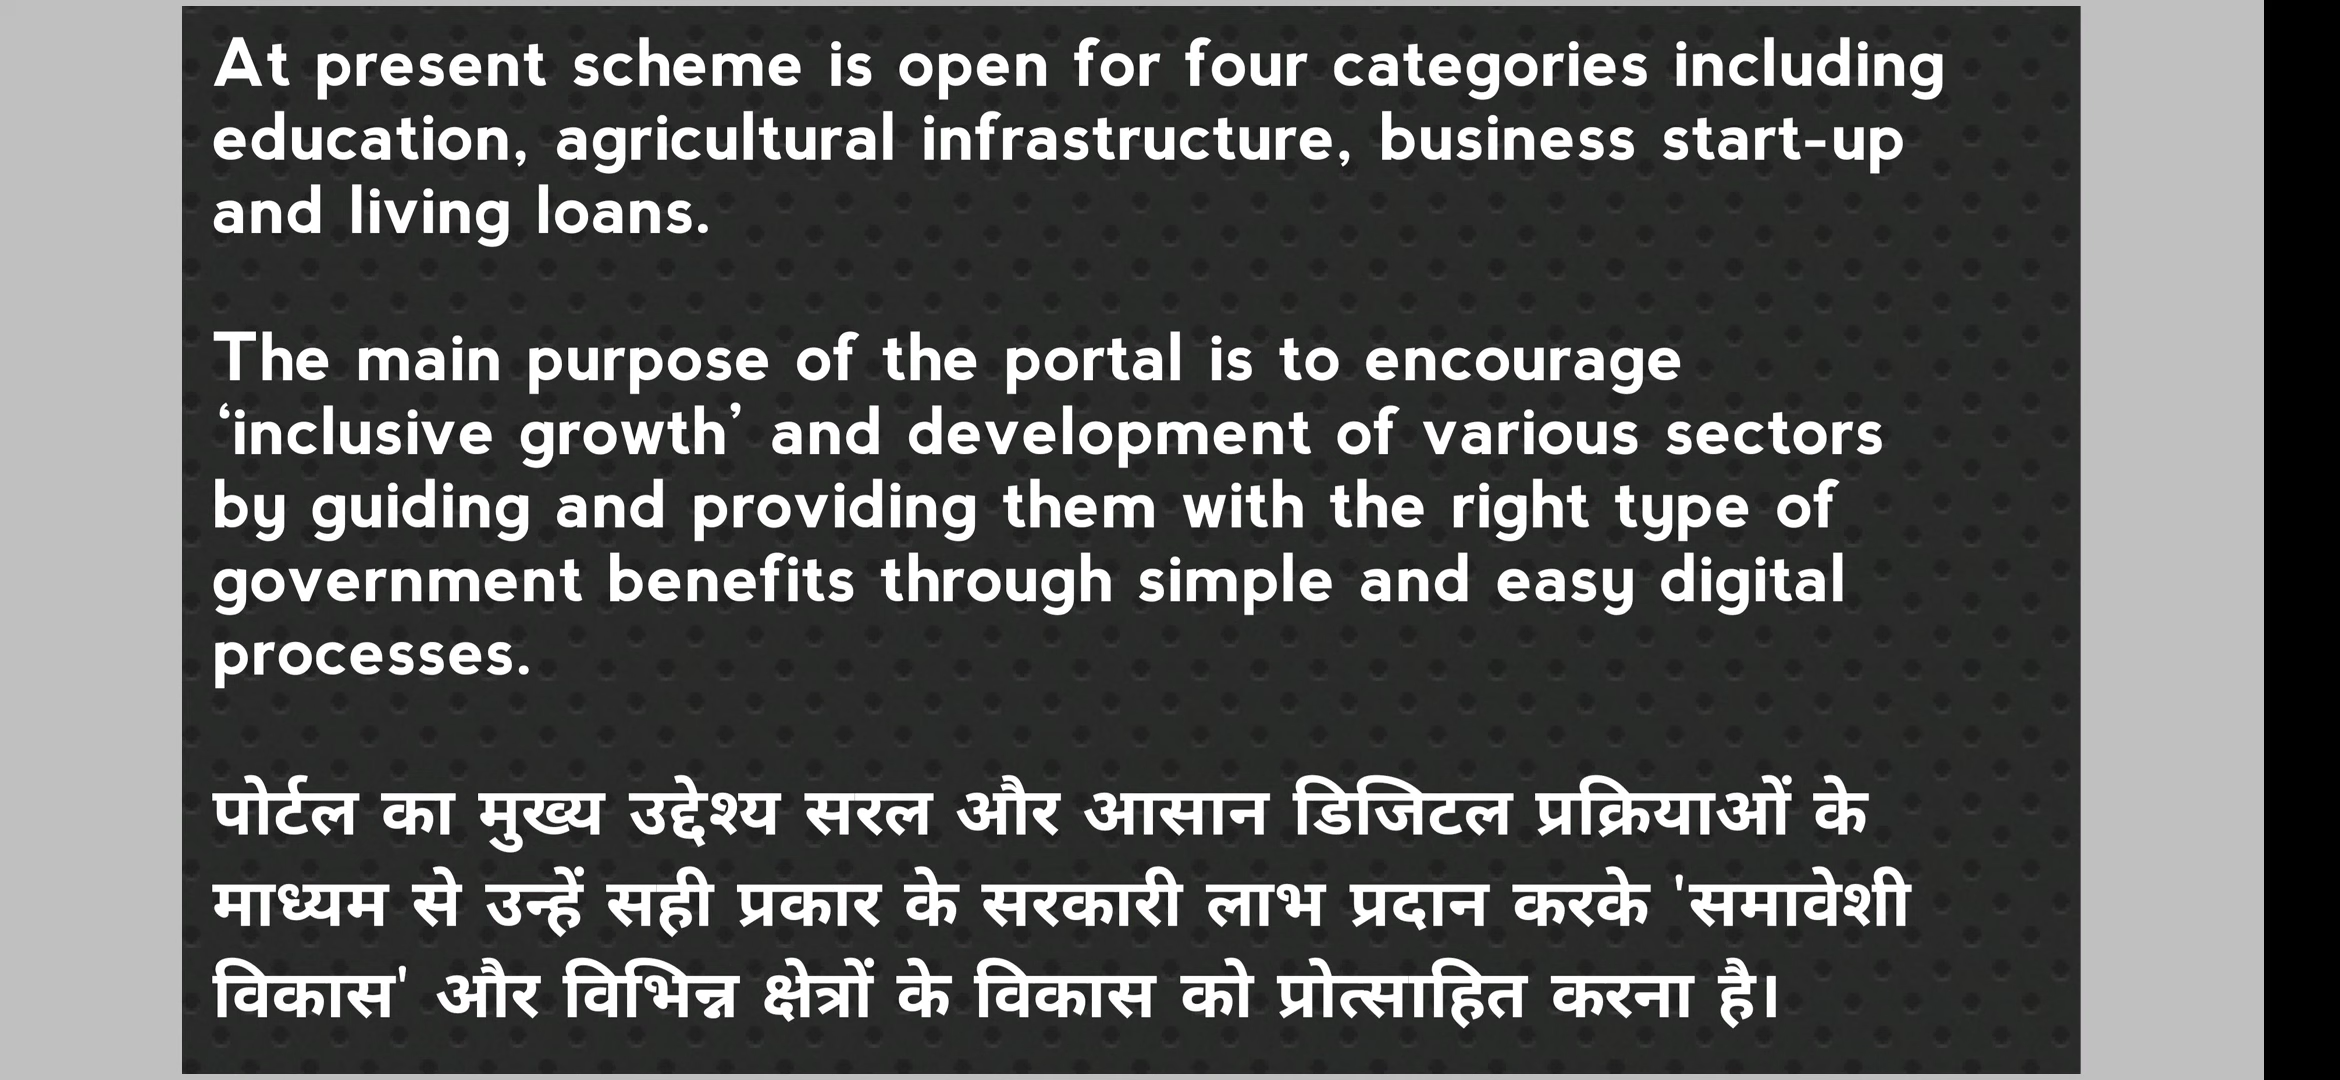 At present scheme is open for four categories including
education, agricultural infrastructure, business start-up
and living loans.
The main purpose of the portal is to encourage
‘inclusive growth’ and development of various sectors
by guiding and providing them with the right type of
government benefits through simple and easy digital
processes.
पोर्टल का मुख्य उद्देश्य सरल और आसान डिजिटल प्रक्रियाओं के
माध्यम से उन्हें सही प्रकार के सरकारी लाभ प्रदान करके 'समावेशी
विकास' और विभिन्न क्षेत्रों के विकास को प्रोत्साहित करना है।